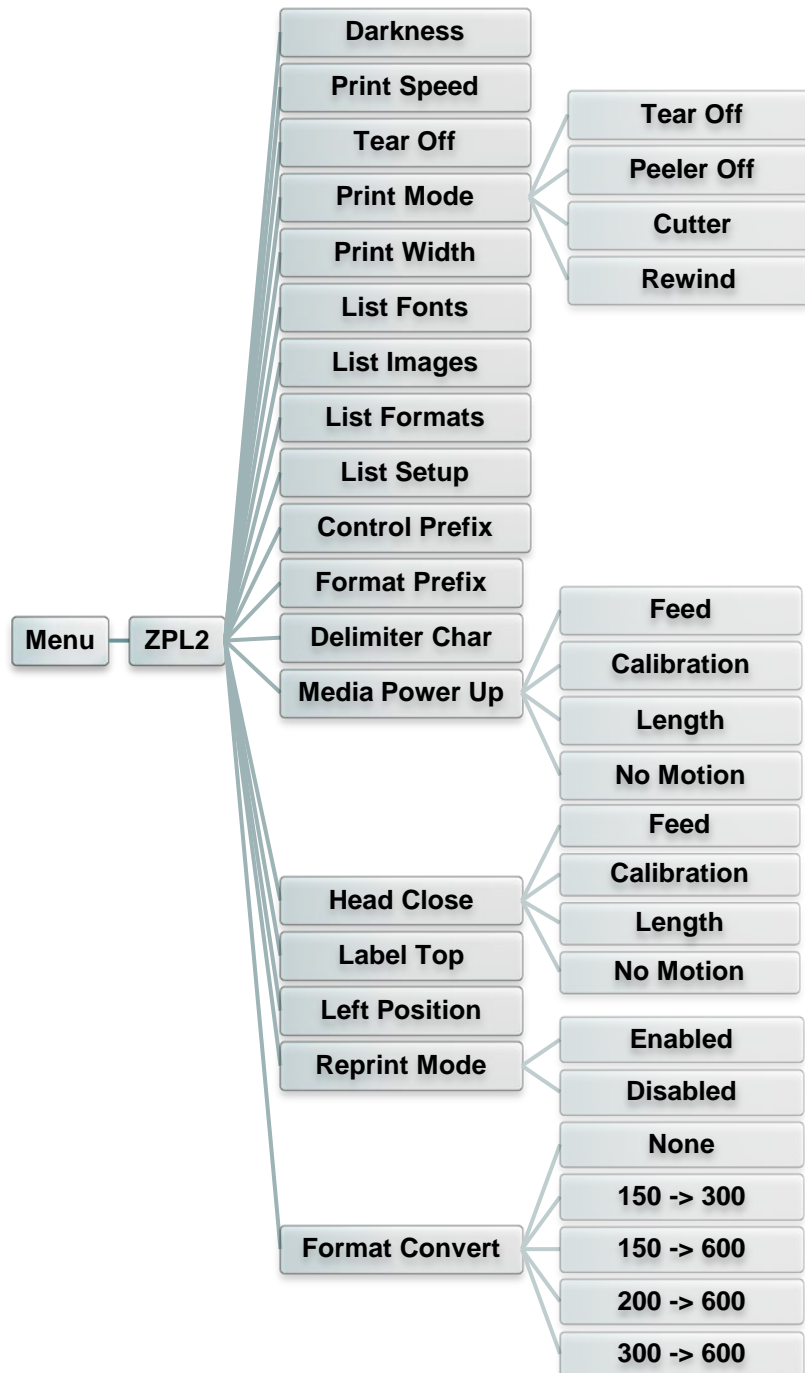 Menu
ZPL2
Darkness
Print Speed
Tear Off
Print Mode
Tear Off
Peeler Off
Cutter
Rewind
Print Width
List Fonts
List Images
List Formats
List Setup
Control Prefix
Format Prefix
Delimiter Char
Media Power Up
Feed
Calibration
Length
No Motion
Head Close
Feed
Calibration
Length
No Motion
Label Top
Left Position
Reprint Mode
Enabled
Disabled
Format Convert
None
150 -> 300
150 -> 600
200 -> 600
300 -> 600